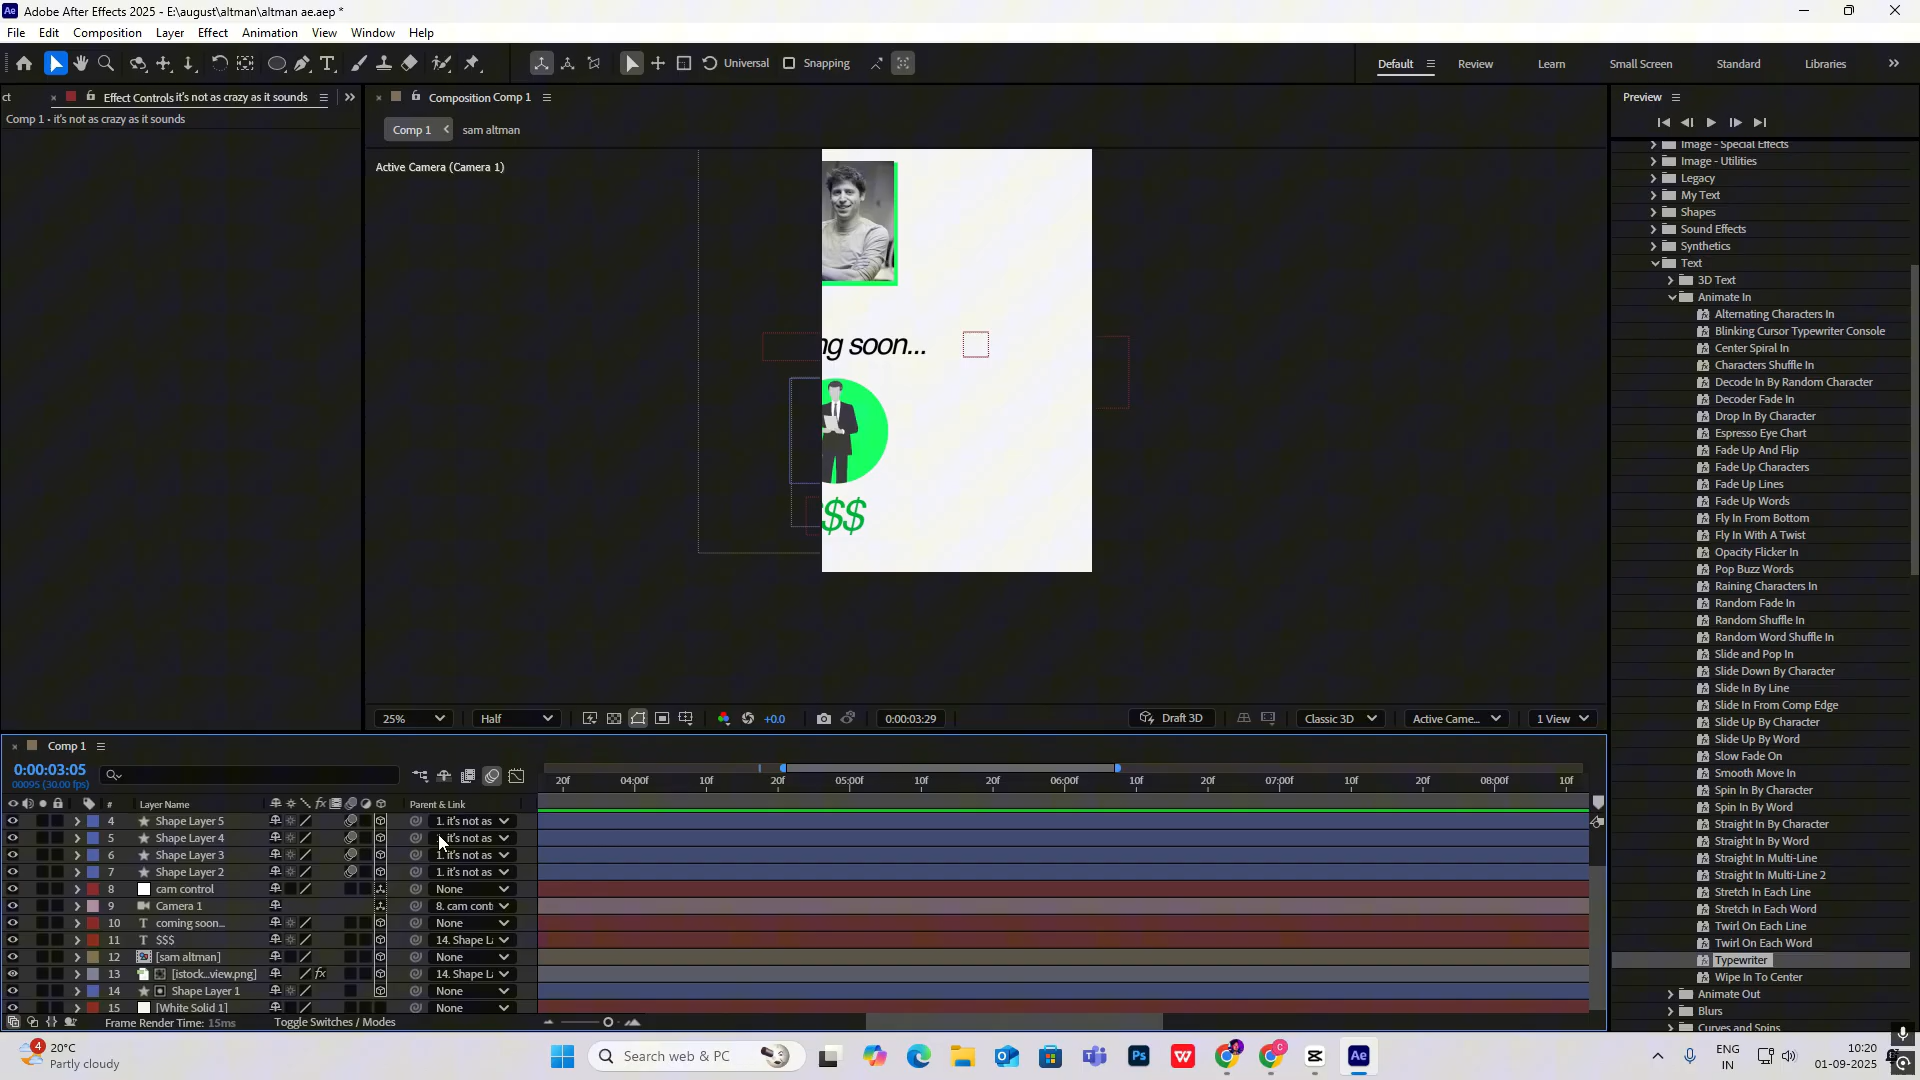 Adobe After Effects 2025 - E:\august\altman\altman ae.aep *
File Edit Composition Layer Effect Animation View Window Help
Universal Snapping Default Review Learn Small Screen Standard Libraries
ct Effect Controls it's not as crazy as it sounds
Comp 1 • it's not as crazy as it sounds
Composition Comp 1
Comp 1 sam altman
Active Camera (Camera 1)
ng soon...
$$
25% Half +0.0 0:00:03:29 Draft 3D Classic 3D Active Came... 1 View
Preview
Image - Special Effects
Image - Utilities
Legacy
My Text
Shapes
Sound Effects
Synthetics
Text
3D Text
Animate In
Alternating Characters In
Blinking Cursor Typewriter Console
Center Spiral In
Characters Shuffle In
Decode In By Random Character
Decoder Fade In
Drop In By Character
Espresso Eye Chart
Fade Up And Flip
Fade Up Characters
Fade Up Lines
Fade Up Words
Fly In From Bottom
Fly In With A Twist
Opacity Flicker In
Pop Buzz Words
Raining Characters In
Random Fade In
Random Shuffle In
Random Word Shuffle In
Slide and Pop In
Slide Down By Character
Slide In By Line
Slide In From Comp Edge
Slide Up By Character
Slide Up By Word
Slow Fade On
Smooth Move In
Spin In By Character
Spin In By Word
Straight In By Character
Straight In By Word
Straight In Multi-Line
Straight In Multi-Line 2
Stretch In Each Line
Stretch In Each Word
Twirl On Each Line
Twirl On Each Word
Typewriter
Wipe In To Center
Animate Out
Blurs
Curves and Spins
Comp 1
0:00:03:05
00095 (30.00 fps)
20f 04:00f 10f 20f 05:00f 10f 20f 06:00f 10f 20f 07:00f 10f 20f 08:00f 10f
# Layer Name Parent & Link
4 Shape Layer 5 1. it's not as
5 Shape Layer 4 it's not as
6 Shape Layer 3 1. it's not as
7 Shape Layer 2 1. it's not as
8 cam control None
9 Camera 1 8. cam cont
10 coming soon... None
11 $$$ 14. Shape L
12 [sam altman] None
13 [istock...view.png] 14. Shape L
14 Shape Layer 1 None
15 [White Solid 1] None
Frame Render Time: 15ms Toggle Switches / Modes
4 20°C
Partly cloudy
Search web & PC
ENG
IN
10:20
01-09-2025